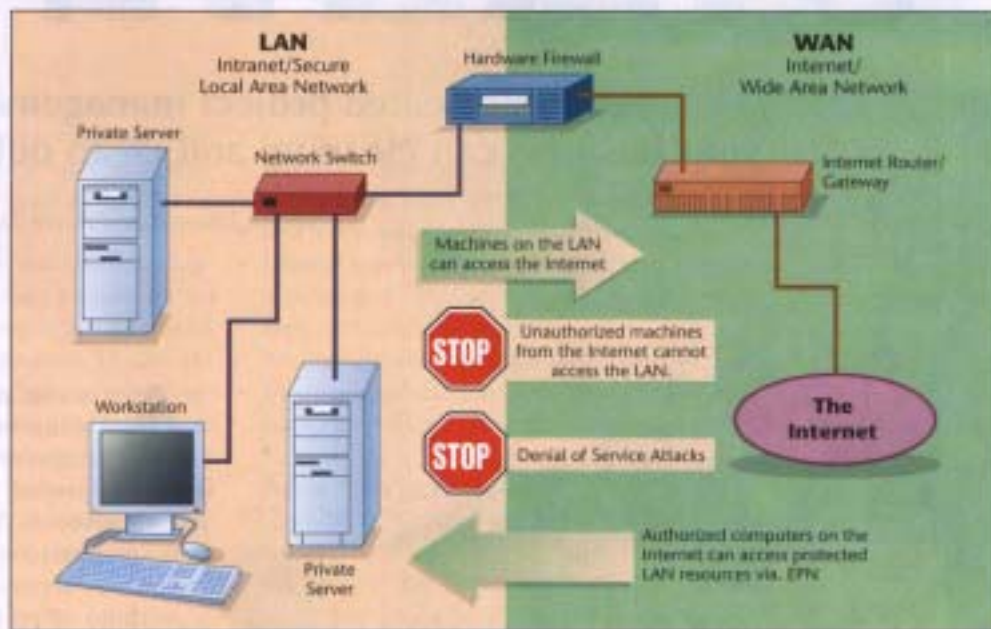 LAN
Intranet/Secure
Local Area Network
Hardware Firewall
WAN
Internet/
Wide Area Network
Private Server
Network Switch
Internet Router/
Gateway
Machines on the LAN
can access the Internet
STOP
Unauthorized machines
from the Internet cannot
access the LAN.
Workstation
The
Internet
STOP
Denial of Service Attacks
Authorized computers on the
Internet can access protected
LAN resources via. EPN
Private
Server